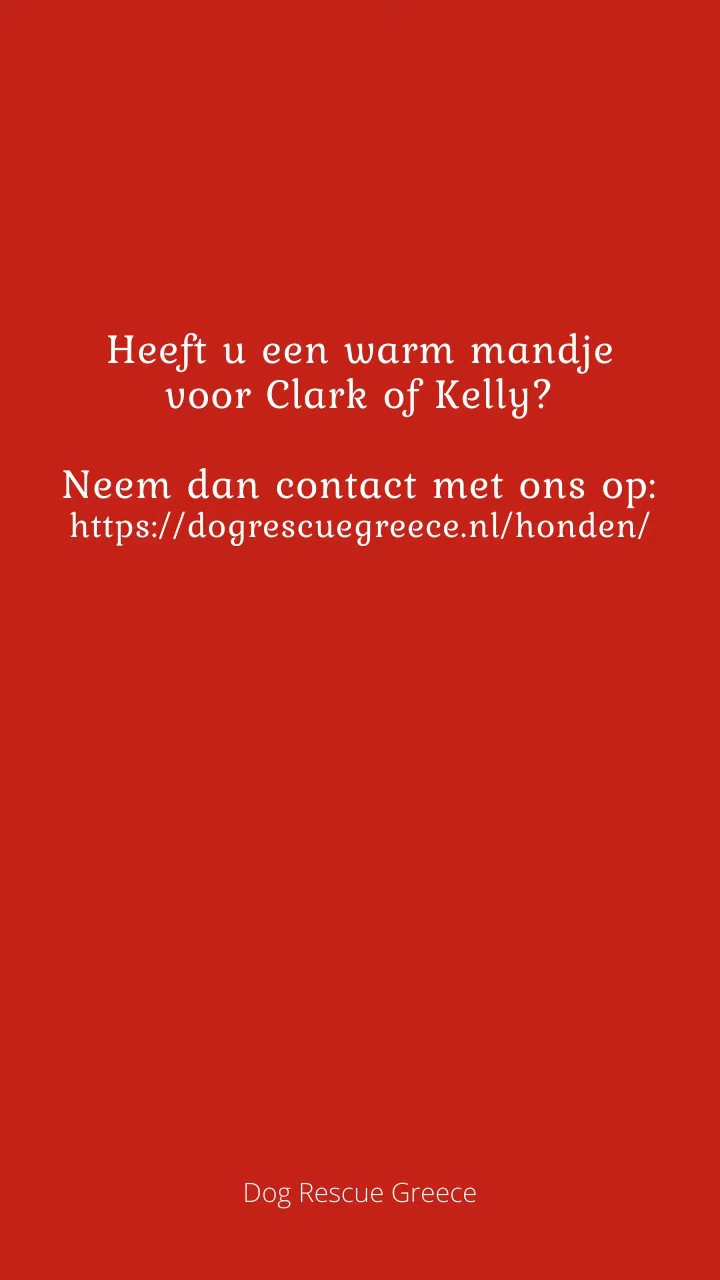 Heeft u een warm mandje
voor Clark of Kelly?
Neem dan contact met ons op:
https://dogrescuegreece.nl/honden/
Dog Rescue Greece